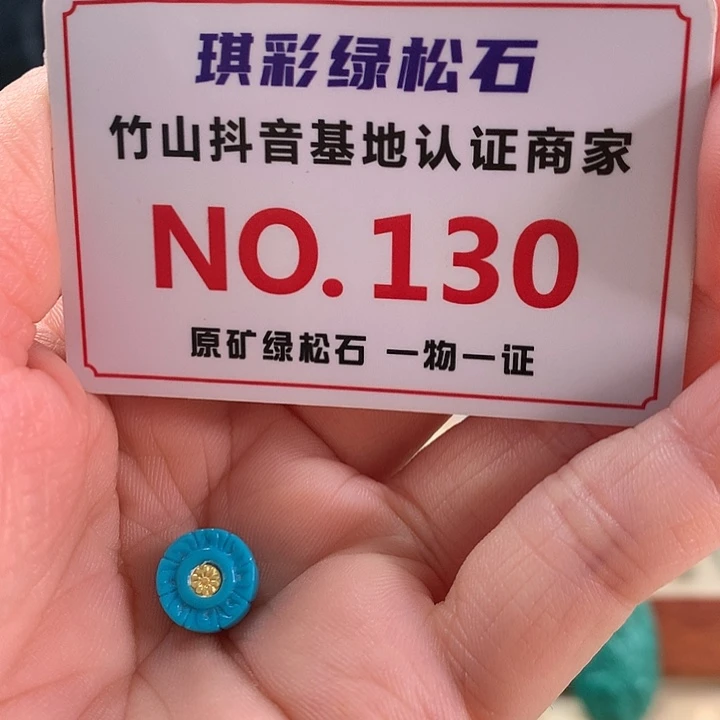 琪彩绿松石
竹山抖音基地认证商家
NO.130
原矿绿松石 一物一证